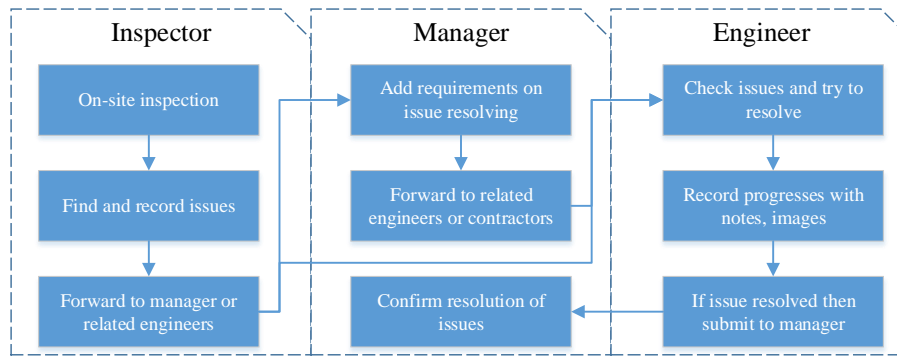 Inspector
On-site inspection
Find and record issues
Forward to manager or
related engineers
Manager
Add requirements on
issue resolving
Forward to related
engineers or contractors
Confirm resolution of
issues
Engineer
Check issues and try to
resolve
Record progresses with
notes, images
If issue resolved then
submit to manager